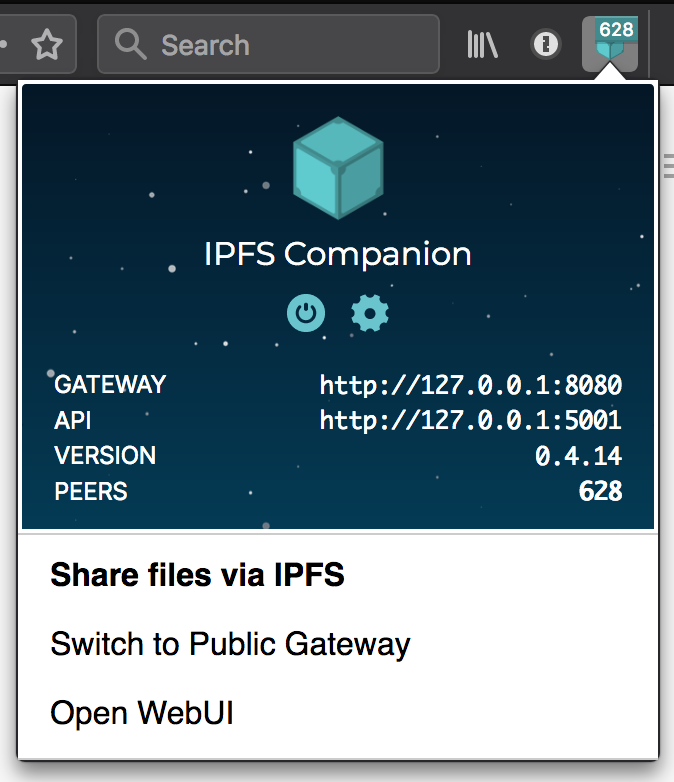 Search
628
IPFS Companion
GATEWAY http://127.0.0.1:8080
API http://127.0.0.1:5001
VERSION 0.4.14
PEERS 628
Share files via IPFS
Switch to Public Gateway
Open WebUI